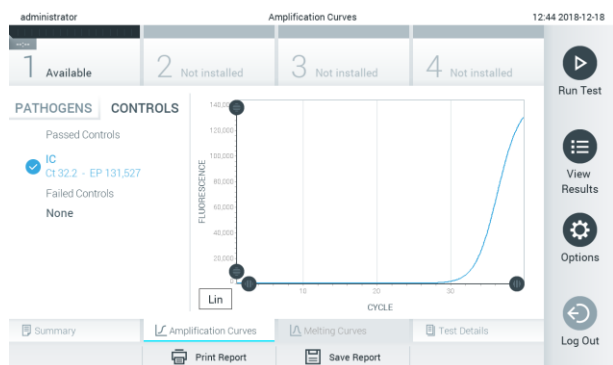 administrator
Amplification Curves
12:44 2018-12-18
1 Available
2 Not installed
3 Not installed
4 Not installed
Run Test
View
Results
Options
Log Out
PATHOGENS
CONTROLS
Passed Controls
IC
Ct 32.2 - EP 131,527
Failed Controls
None
FLUORESCENCE
120,000
100,000
80,000
60,000
40,000
20,000
0
10
20
30
CYCLE
Lin
Summary
Amplification Curves
Melting Curves
Test Details
Print Report
Save Report